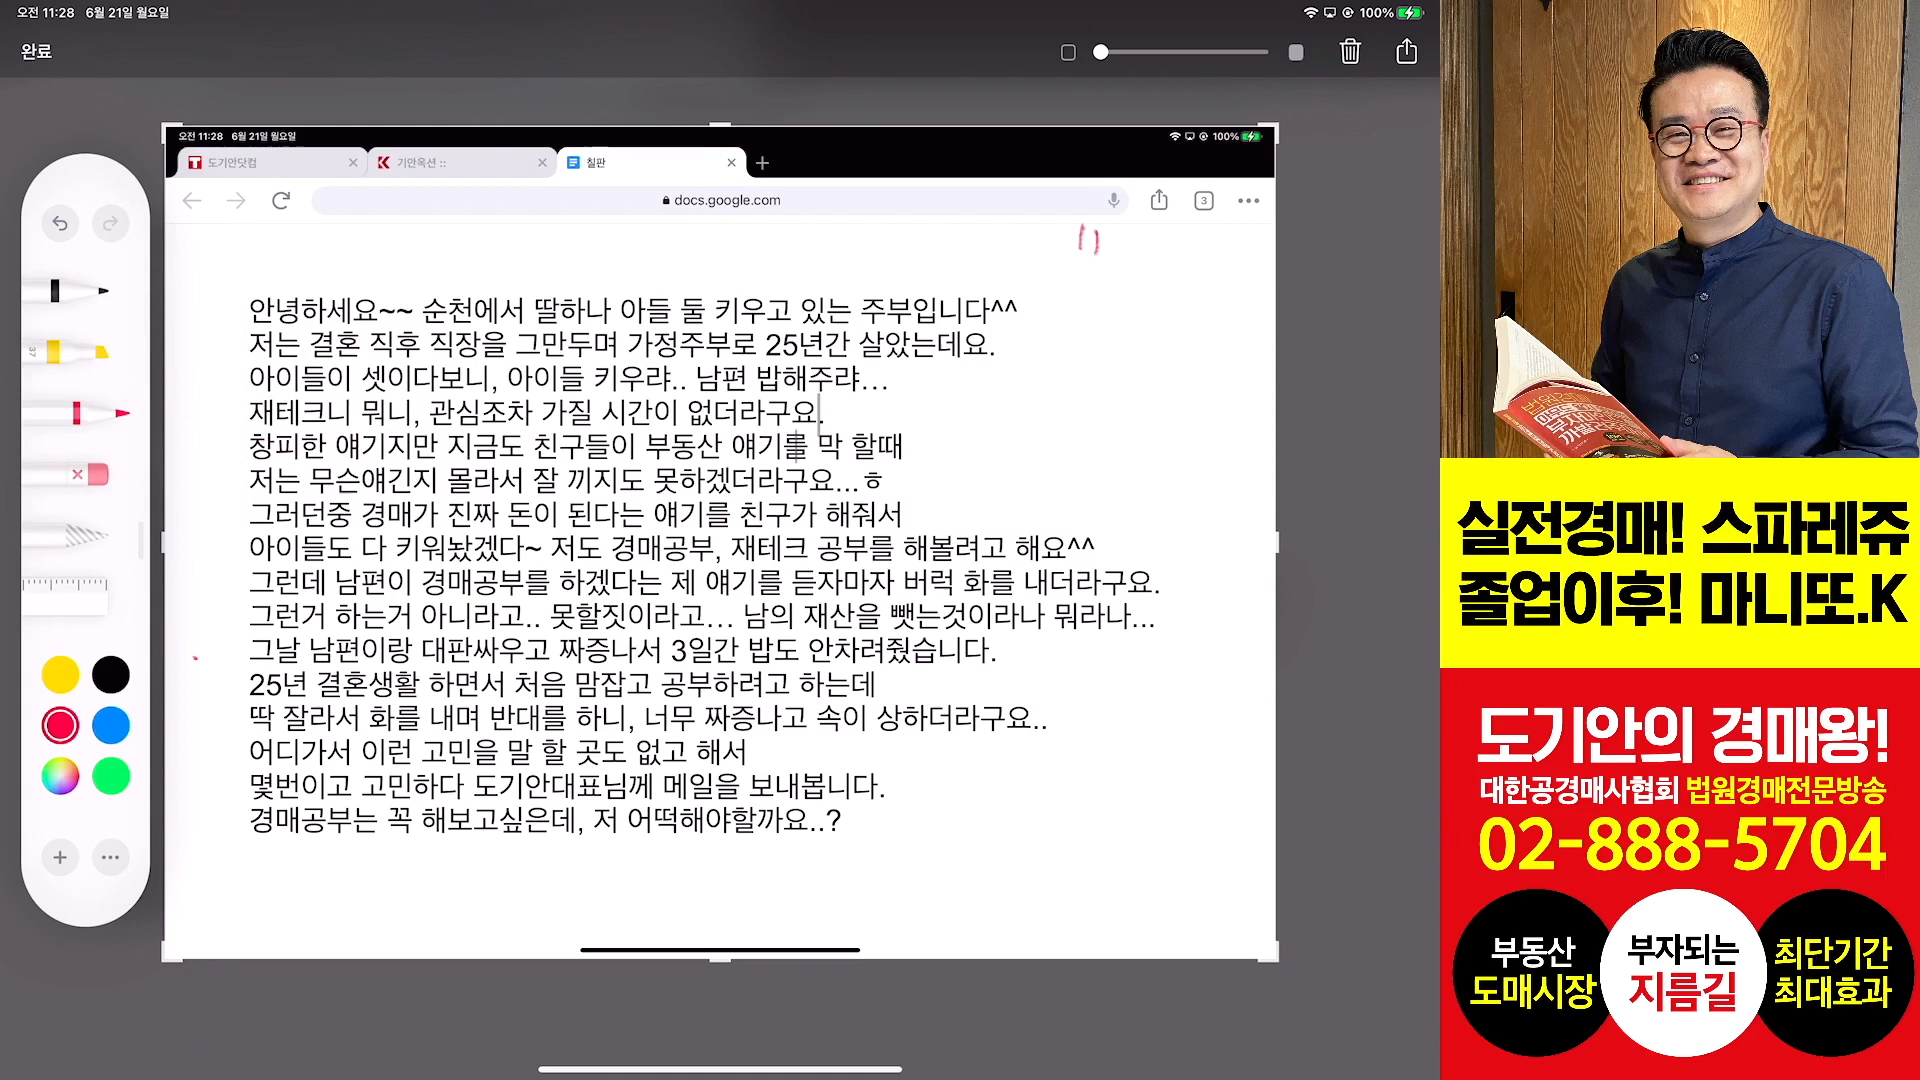 오전 11:28 6월 21일 월요일
100%
완료
오전 11:28 6월 21일 월요일
100%
도기안닷컴
기안옥션 ::
칠판
docs.google.com
3
안녕하세요~~ 순천에서 딸하나 아들 둘 키우고 있는 주부입니다^^
저는 결혼 직후 직장을 그만두며 가정주부로 25년간 살았는데요.
아이들이 셋이다보니, 아이들 키우랴.. 남편 밥해주랴...
재테크니 뭐니, 관심조차 가질 시간이 없더라구요.
창피한 얘기지만 지금도 친구들이 부동산 얘기를 막 할때
저는 무슨얘긴지 몰라서 잘 끼지도 못하겠더라구요...ㅎ
그러던중 경매가 진짜 돈이 된다는 얘기를 친구가 해줘서
아이들도 다 키워놨겠다~ 저도 경매공부, 재테크 공부를 해볼려고 해요^^
그런데 남편이 경매공부를 하겠다는 제 얘기를 듣자마자 버럭 화를 내더라구요.
그런거 하는거 아니라고.. 못할짓이라고... 남의 재산을 뺏는것이라나 뭐라나...
그날 남편이랑 대판싸우고 짜증나서 3일간 밥도 안차려줬습니다.
25년 결혼생활 하면서 처음 맘잡고 공부하려고 하는데
딱 잘라서 화를 내며 반대를 하니, 너무 짜증나고 속이 상하더라구요..
어디가서 이런 고민을 말 할 곳도 없고 해서
몇번이고 고민하다 도기안대표님께 메일을 보내봅니다.
경매공부는 꼭 해보고싶은데, 저 어떡해야할까요..?
실전경매! 스파레쥬
졸업이후! 마니또.K
도기안의 경매왕!
대한공경매사협회 법원경매전문방송
02-888-5704
부동산
도매시장
부자되는
지름길
최단기간
최대효과